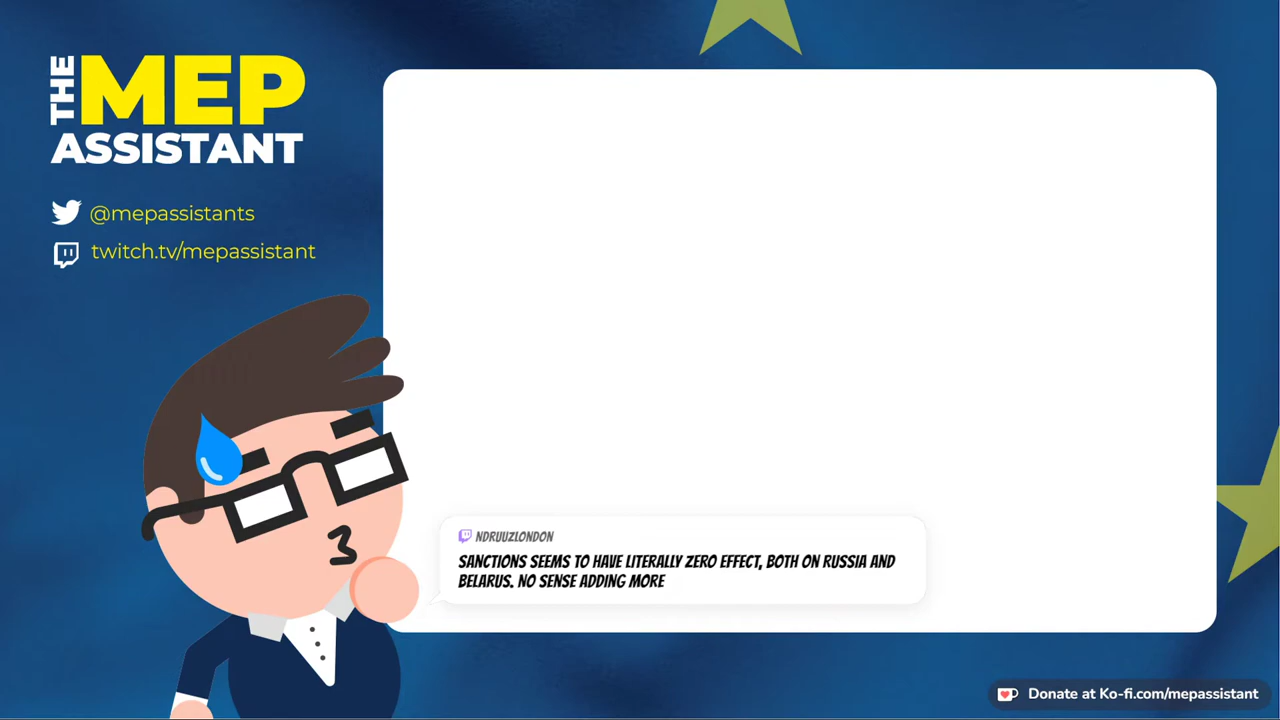 THE MEP
ASSISTANT
@mepassistants
twitch.tv/mepassistant
NDRUUZLONDON
SANCTIONS SEEMS TO HAVE LITERALLY ZERO EFFECT, BOTH ON RUSSIA AND
BELARUS. NO SENSE ADDING MORE
Donate at Ko-fi.com/mepassistant